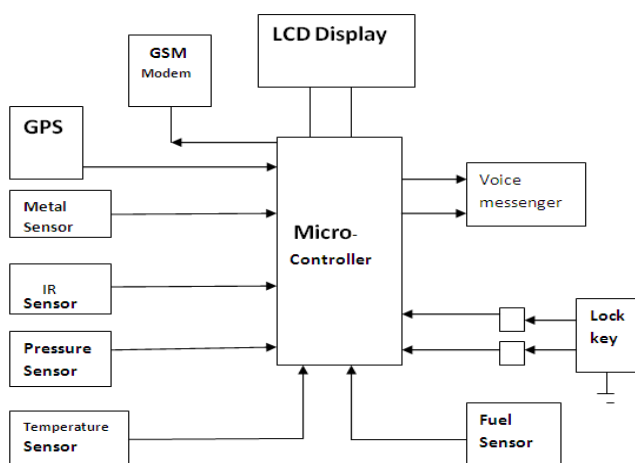 LCD Display
GSM
Modem
GPS
Metal
Sensor
Voice
messenger
Micro-
Controller
IR
Sensor
Lock
key
Pressure
Sensor
Temperature
Sensor
Fuel
Sensor